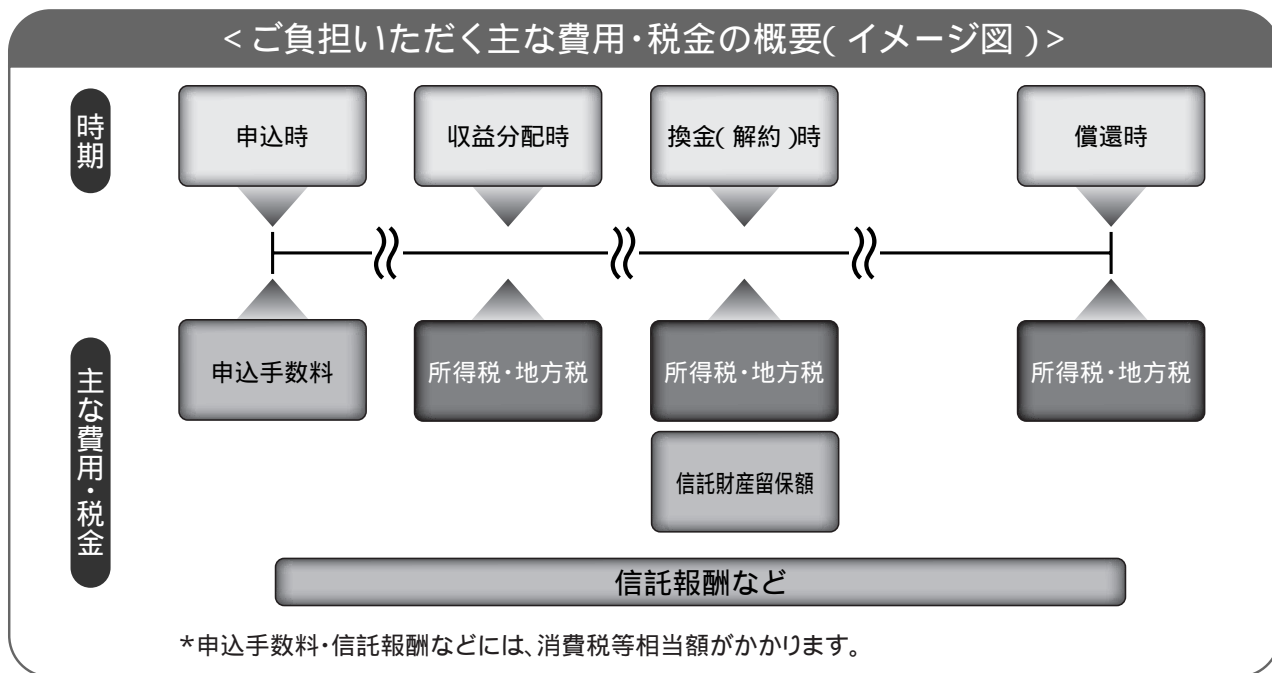 <ご負担いただく主な費用・税金の概要(イメージ図)>
時期
申込時
収益分配時
換金(解約)時
償還時
主な費用・税金
申込手数料
所得税・地方税
所得税・地方税
所得税・地方税
信託財産留保額
信託報酬など
*申込手数料・信託報酬などには、消費税等相当額がかかります。